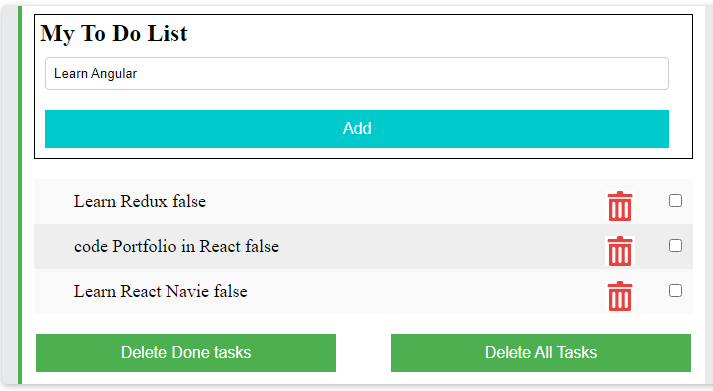 My To Do List
Learn Angular
Add
Learn Redux false
code Portfolio in React false
Learn React Navie false
Delete Done tasks
Delete All Tasks